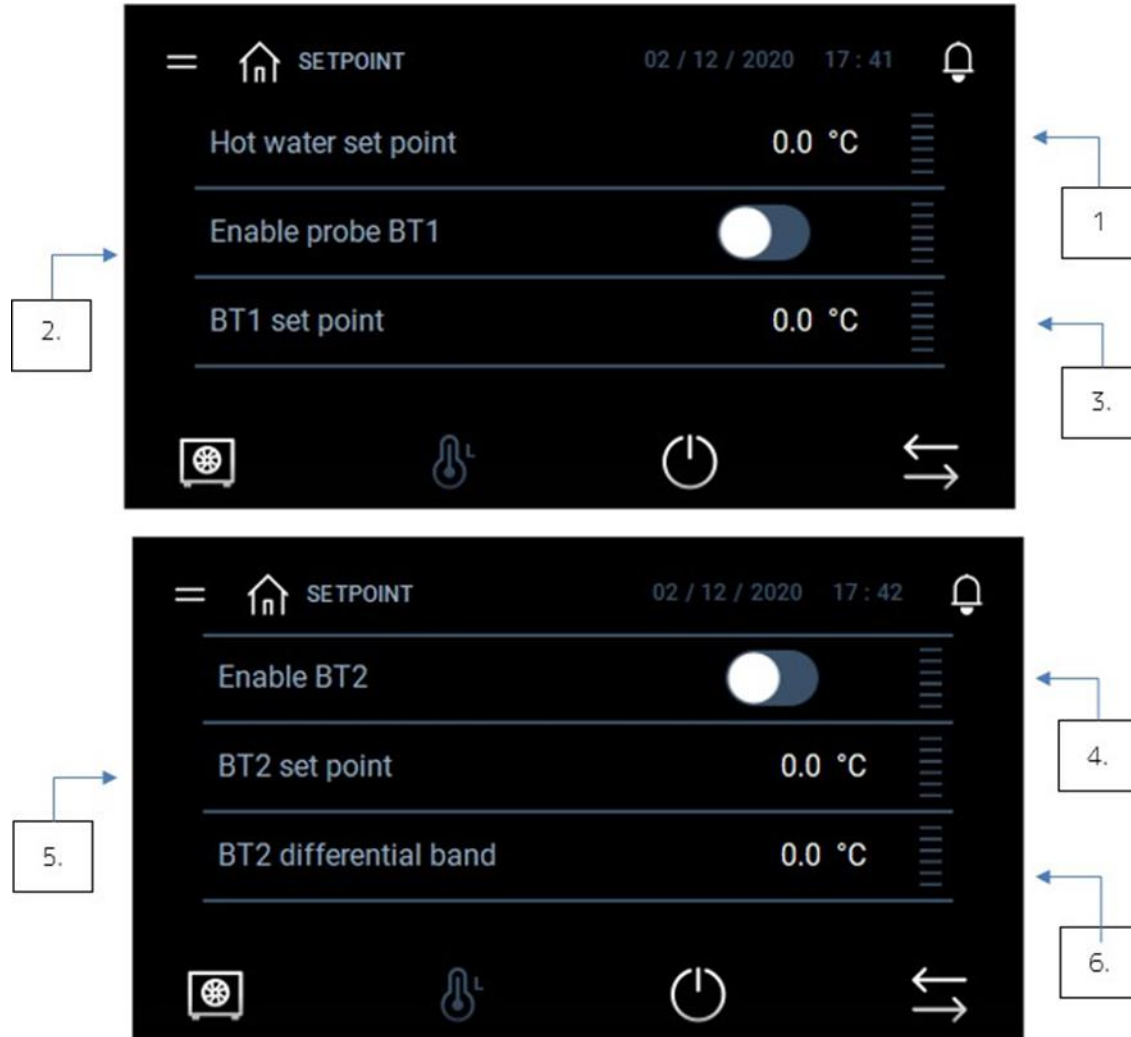 SETPOINT 02 / 12 / 2020 17 : 41
Hot water set point 0.0 °C
1
Enable probe BT1
2.
BT1 set point 0.0 °C
3.
L
SETPOINT 02 / 12 / 2020 17 : 42
Enable BT2
4.
BT2 set point 0.0 °C
5.
BT2 differential band 0.0 °C
6.
L